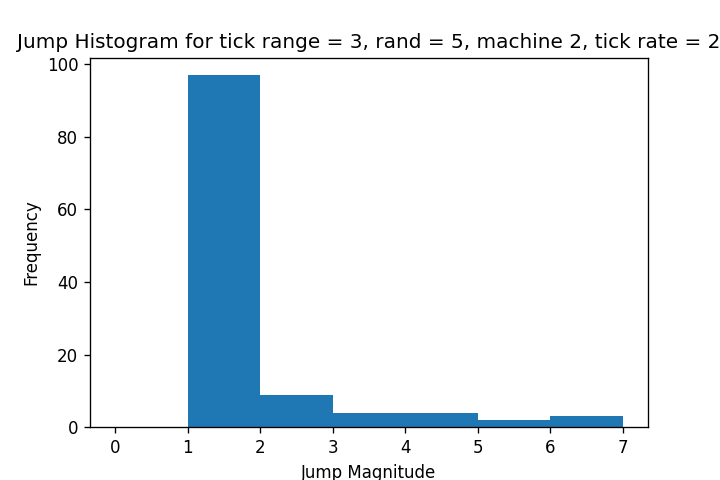 Jump Histogram for tick range = 3, rand = 5, machine 2, tick rate = 2
100
80
60
40
20
0
Frequency
0 1 2 3 4 5 6 7
Jump Magnitude